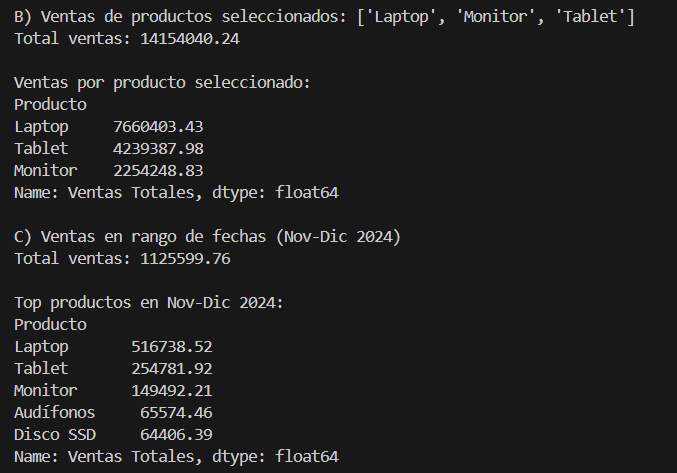 B) Ventas de productos seleccionados: ['Laptop', 'Monitor', 'Tablet']
Total ventas: 14154040.24
Ventas por producto seleccionado:
Producto
Laptop     7660403.43
Tablet     4239387.98
Monitor    2254248.83
Name: Ventas Totales, dtype: float64
C) Ventas en rango de fechas (Nov-Dic 2024)
Total ventas: 1125599.76
Top productos en Nov-Dic 2024:
Producto
Laptop       516738.52
Tablet       254781.92
Monitor      149492.21
Audífonos     65574.46
Disco SSD     64406.39
Name: Ventas Totales, dtype: float64